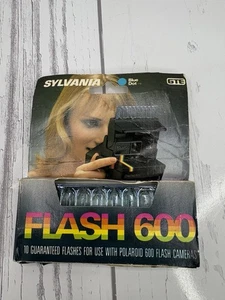 SYLVANIA
Blue
Dot
GTE
FLASH 600
10 GUARANTEED FLASHES FOR USE WITH POLAROID 600 FLASH CAMERAS